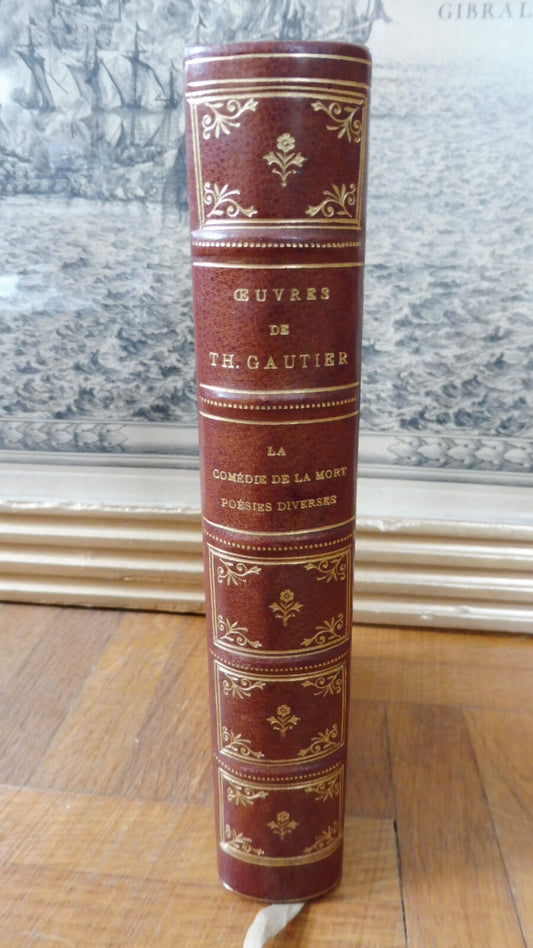 GIBRAL
ŒUVRES
DE
TH. GAUTIER
LA
COMÉDIE DE LA MORT
POÉSIES DIVERSES